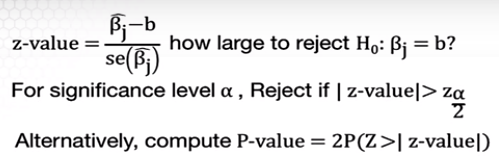 z-value = (β̂ⱼ−b)/se(β̂ⱼ) how large to reject H₀: βⱼ = b?
For significance level α , Reject if | z-value|> z_(α/2)
Alternatively, compute P-value = 2P(Z >| z-value|)